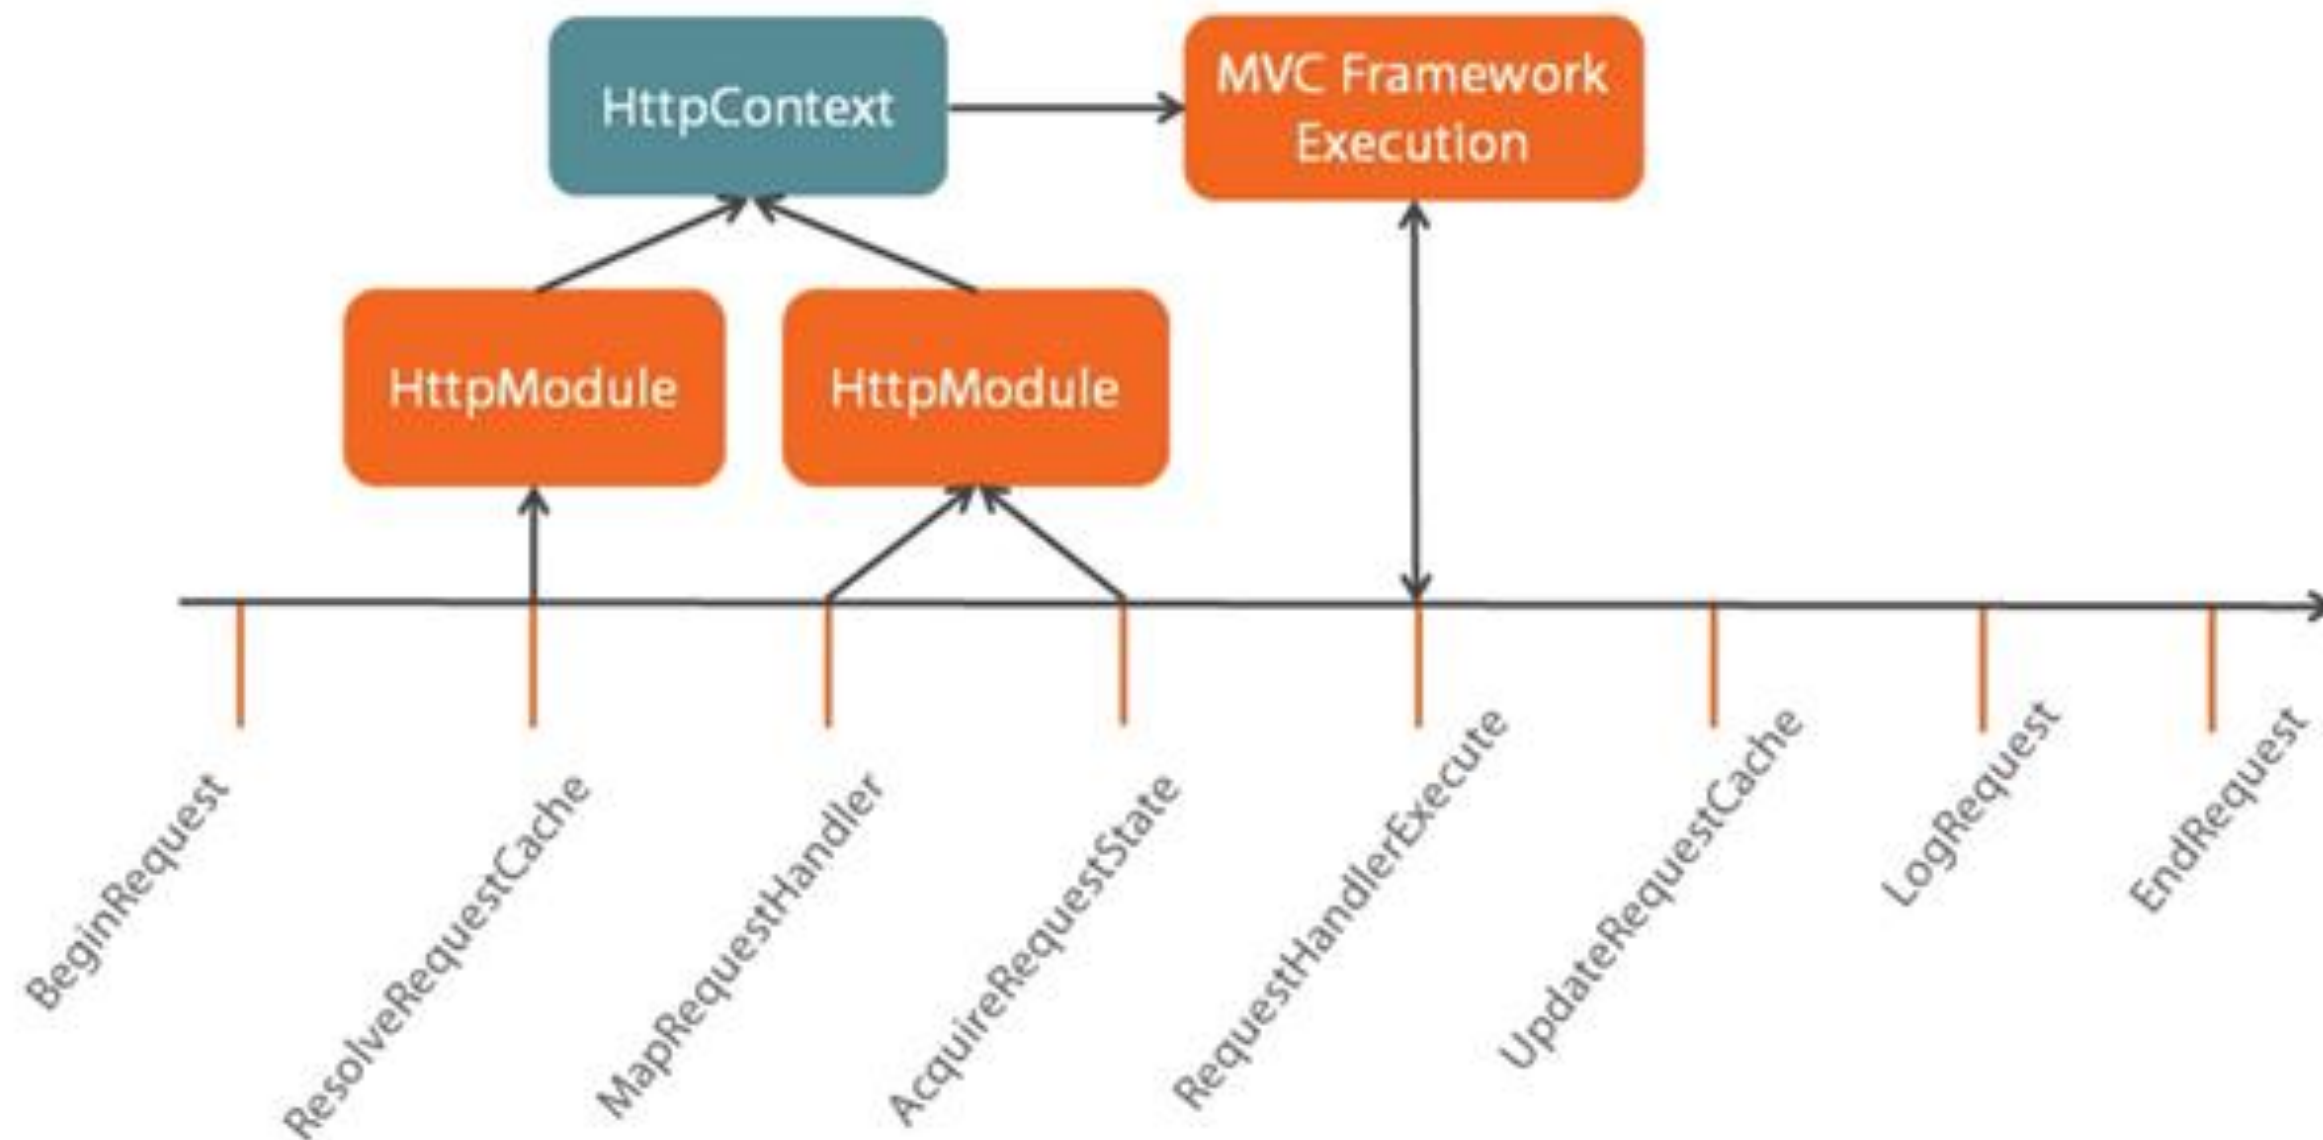 HttpContext
MVC Framework
Execution
HttpModule
HttpModule
BeginRequest
ResolveRequestCache
MapRequestHandler
AcquireRequestState
RequestHandlerExecute
UpdateRequestCache
LogRequest
EndRequest